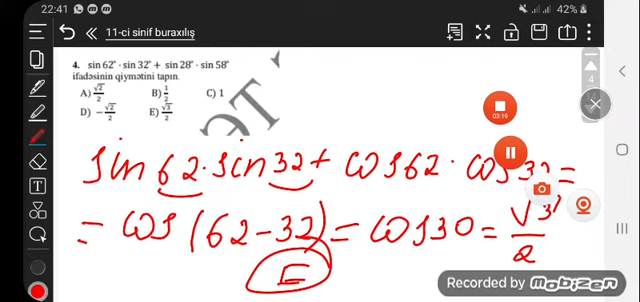 22:41
42%
11-ci sinif buraxılış
4. sin 62° · sin 32° + sin 28° · sin 58°
ifadəsinin qiymətini tapın.
A) √2/2 B) 1/2 C) 1
D) −√2/2 E) √3/2
4
03:19
sin 62 · sin 32 + cos 62 · cos 32 =
= cos (62 − 32) = cos 30 = √3/2
E
Recorded by mobizen